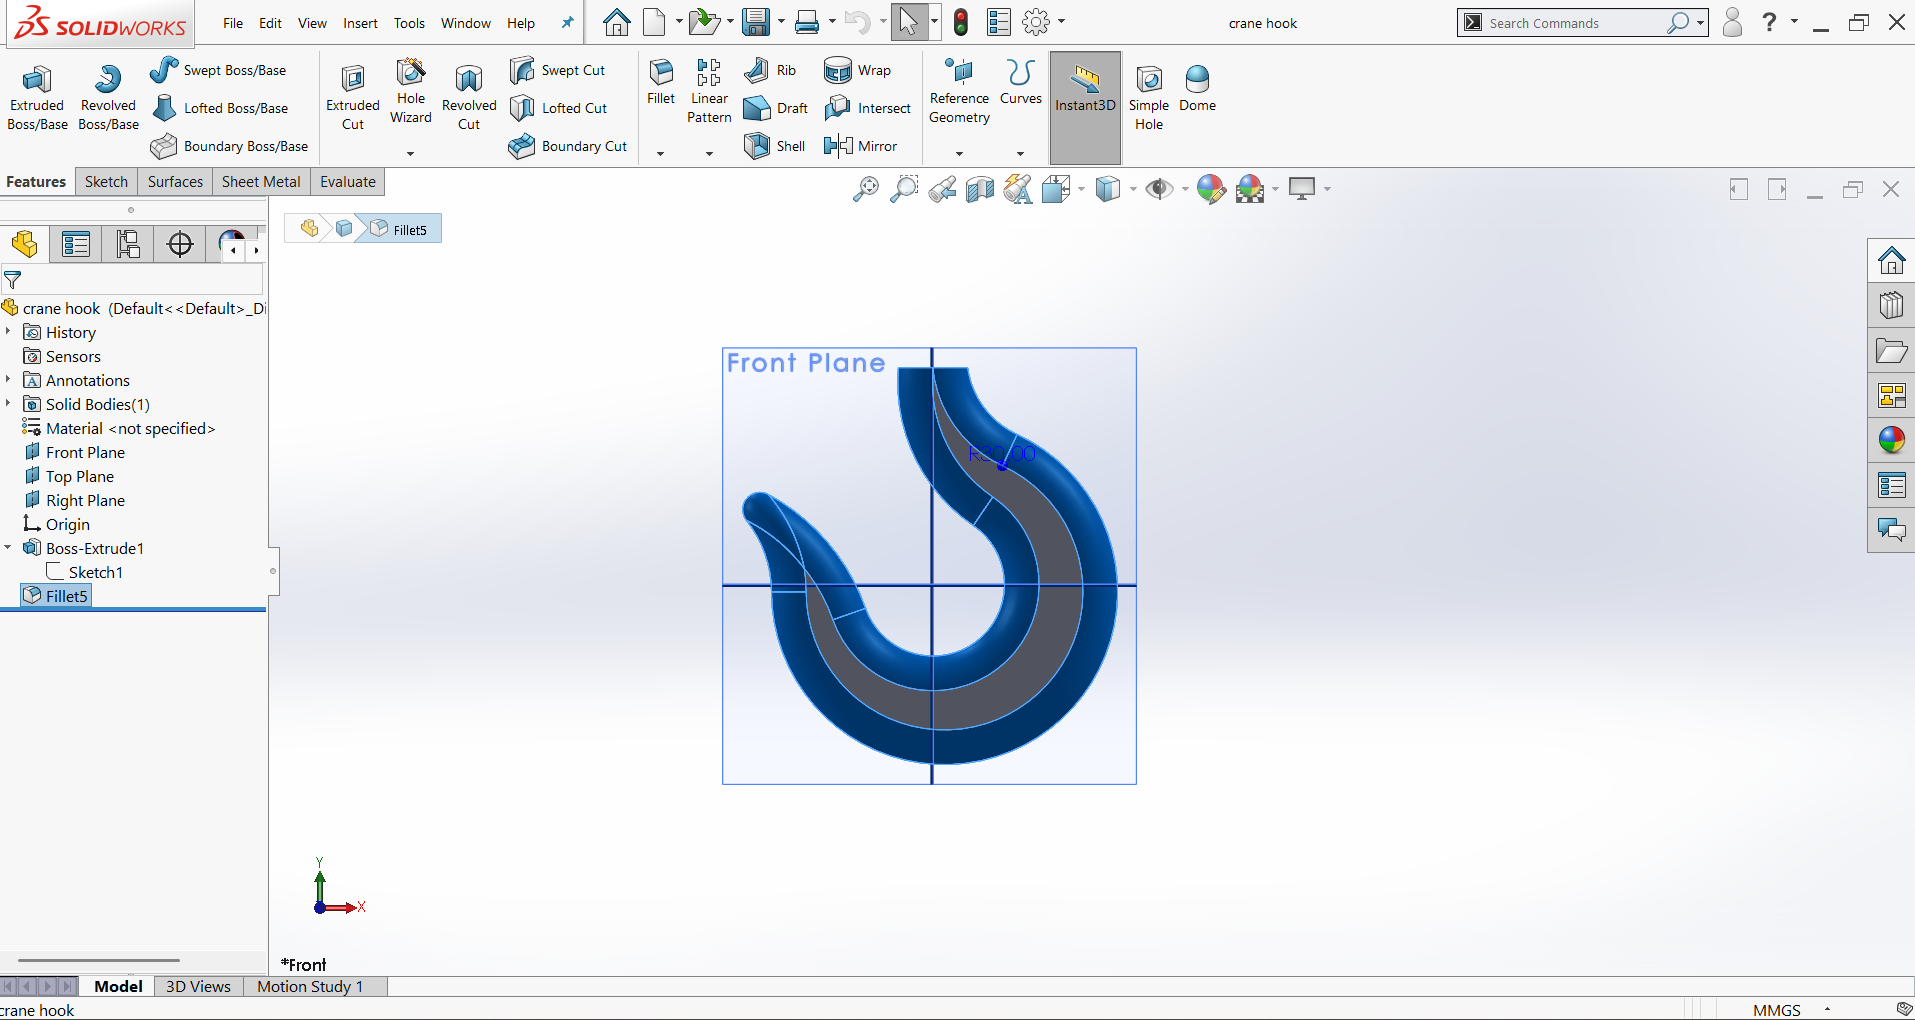 SOLIDWORKS File Edit View Insert Tools Window Help crane hook Search Commands ?
Extruded Boss/Base
Revolved Boss/Base
Swept Boss/Base
Lofted Boss/Base
Boundary Boss/Base
Extruded Cut
Hole Wizard
Revolved Cut
Swept Cut
Lofted Cut
Boundary Cut
Fillet
Linear Pattern
Rib
Draft
Shell
Wrap
Intersect
Mirror
Reference Geometry
Curves
Instant3D
Simple Hole
Dome
Features Sketch Surfaces Sheet Metal Evaluate
Fillet5
crane hook (Default<<Default>_Di
History
Sensors
Annotations
Solid Bodies(1)
Material <not specified>
Front Plane
Top Plane
Right Plane
Origin
Boss-Extrude1
Sketch1
Fillet5
Front Plane
Y
X
*Front
Model 3D Views Motion Study 1
crane hook MMGS